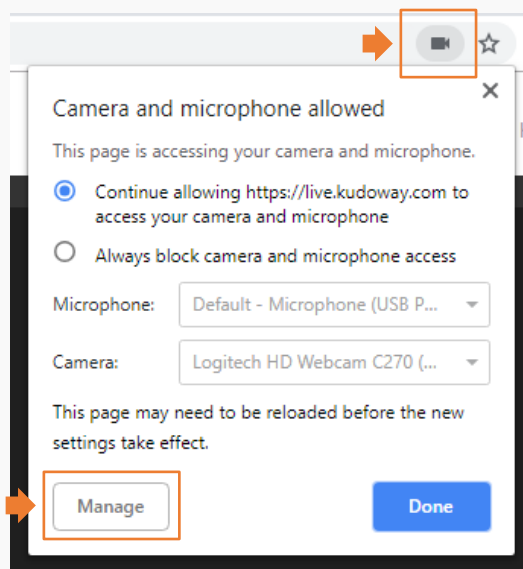 Camera and microphone allowed
This page is accessing your camera and microphone.
Continue allowing https://live.kudoway.com to
access your camera and microphone
Always block camera and microphone access
Microphone: Default - Microphone (USB P...
Camera: Logitech HD Webcam C270 (...
This page may need to be reloaded before the new
settings take effect.
Manage Done